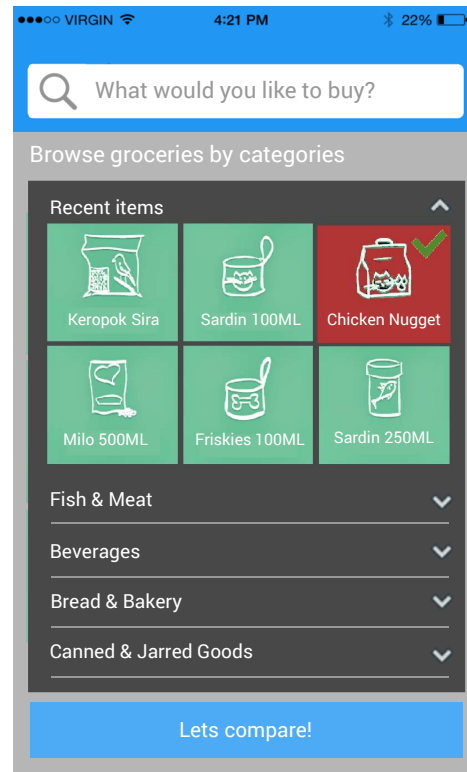 VIRGIN 4:21 PM 22%
What would you like to buy?
Browse groceries by categories
Recent items
Keropok Sira Sardin 100ML Chicken Nugget
Milo 500ML Friskies 100ML Sardin 250ML
Fish & Meat
Beverages
Bread & Bakery
Canned & Jarred Goods
Lets compare!